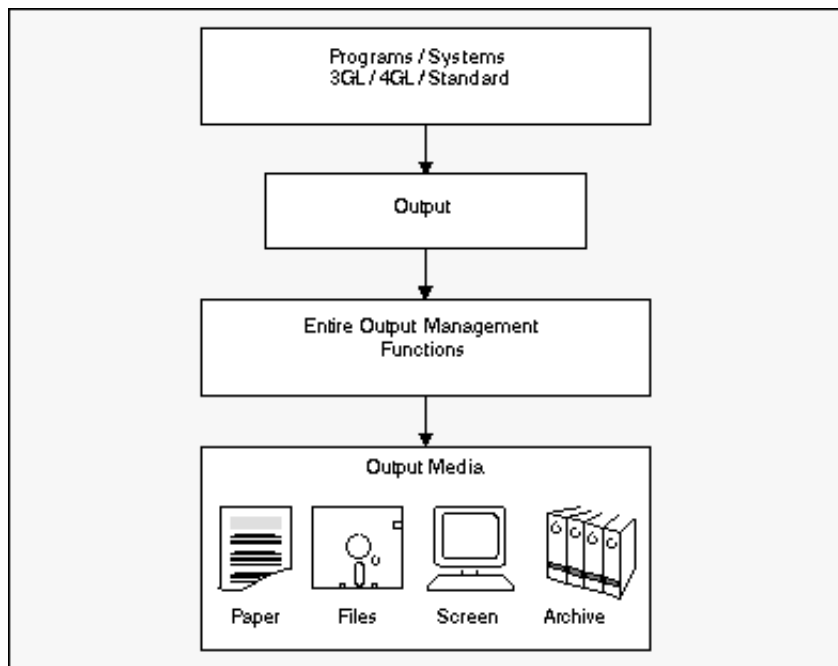 Programs / Systems
3GL / 4GL / Standard
Output
Entire Output Management
Functions
Output Media
Paper Files Screen Archive